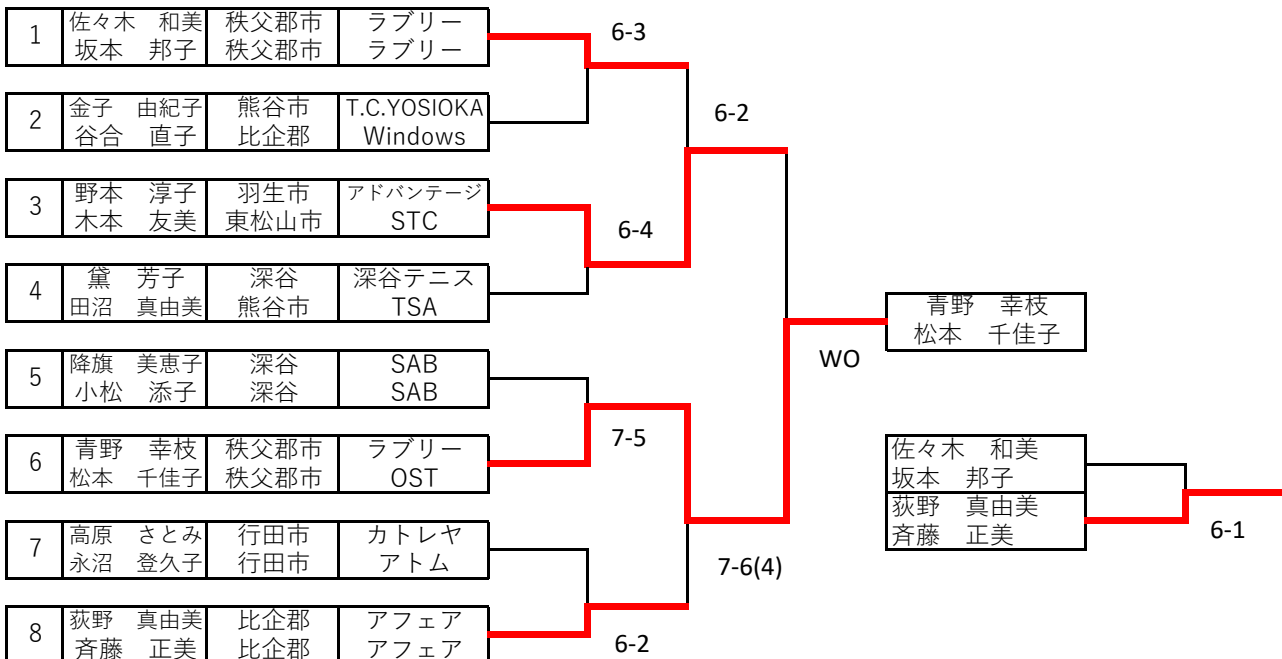 1 佐々木　和美 秩父郡市 ラブリー
坂本　邦子 秩父郡市 ラブリー
6-3
2 金子　由紀子 熊谷市 T.C.YOSIOKA
谷合　直子 比企郡 Windows
6-2
3 野本　淳子 羽生市 アドバンテージ
木本　友美 東松山市 STC
6-4
4 黛　芳子 深谷 深谷テニス
田沼　真由美 熊谷市 TSA
青野　幸枝
松本　千佳子
WO
5 降旗　美恵子 深谷 SAB
小松　添子 深谷 SAB
7-5
6 青野　幸枝 秩父郡市 ラブリー
松本　千佳子 秩父郡市 OST
佐々木　和美
坂本　邦子
荻野　真由美
斉藤　正美
6-1
7 高原　さとみ 行田市 カトレヤ
永沼　登久子 行田市 アトム
7-6(4)
8 荻野　真由美 比企郡 アフェア
斉藤　正美 比企郡 アフェア
6-2